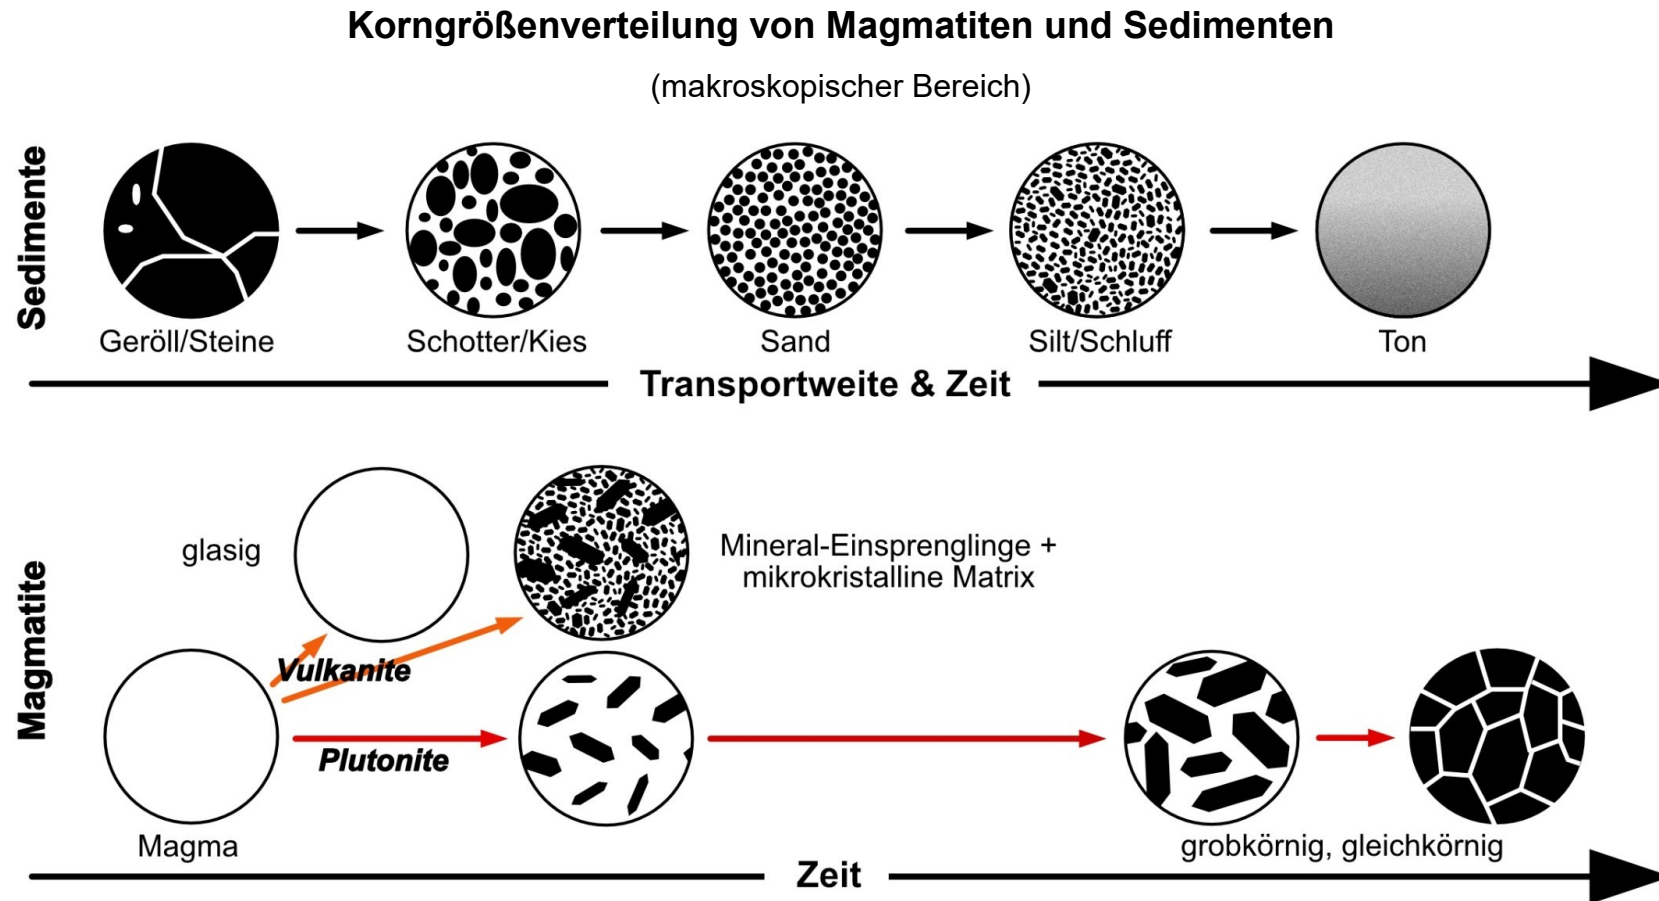 Korngrößenverteilung von Magmatiten und Sedimenten
(makroskopischer Bereich)
Sedimente
Geröll/Steine
Schotter/Kies
Sand
Silt/Schluff
Ton
Transportweite & Zeit
Magmatite
glasig
Mineral-Einsprenglinge +
mikrokristalline Matrix
Vulkanite
Plutonite
Magma
grobkörnig, gleichkörnig
Zeit